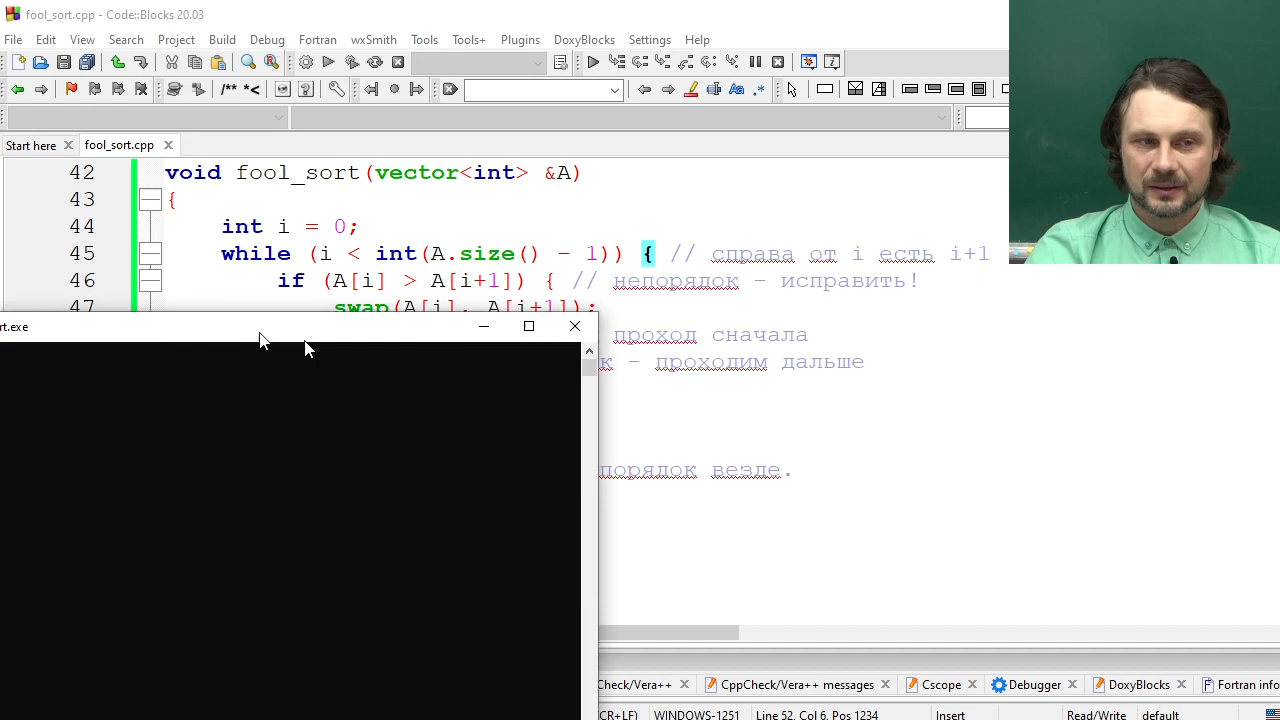 fool_sort.cpp - Code::Blocks 20.03
File Edit View Search Project Build Debug Fortran wxSmith Tools Tools+ Plugins DoxyBlocks Settings Help
/** *<
Aa .*
Start here fool_sort.cpp
42 void fool_sort(vector<int> &A)
43 {
44 int i = 0;
45 while (i < int(A.size() - 1)) { // справа от i есть i+1
46 if (A[i] > A[i+1]) { // непорядок - исправить!
47 swap(A[i], A[i+1]);
rt.exe
проход сначала
к - проходим дальше
порядок везде.
Check/Vera++ CppCheck/Vera++ messages Cscope Debugger DoxyBlocks Fortran info
CR+LF) WINDOWS-1251 Line 52, Col 6, Pos 1234 Insert Read/Write default